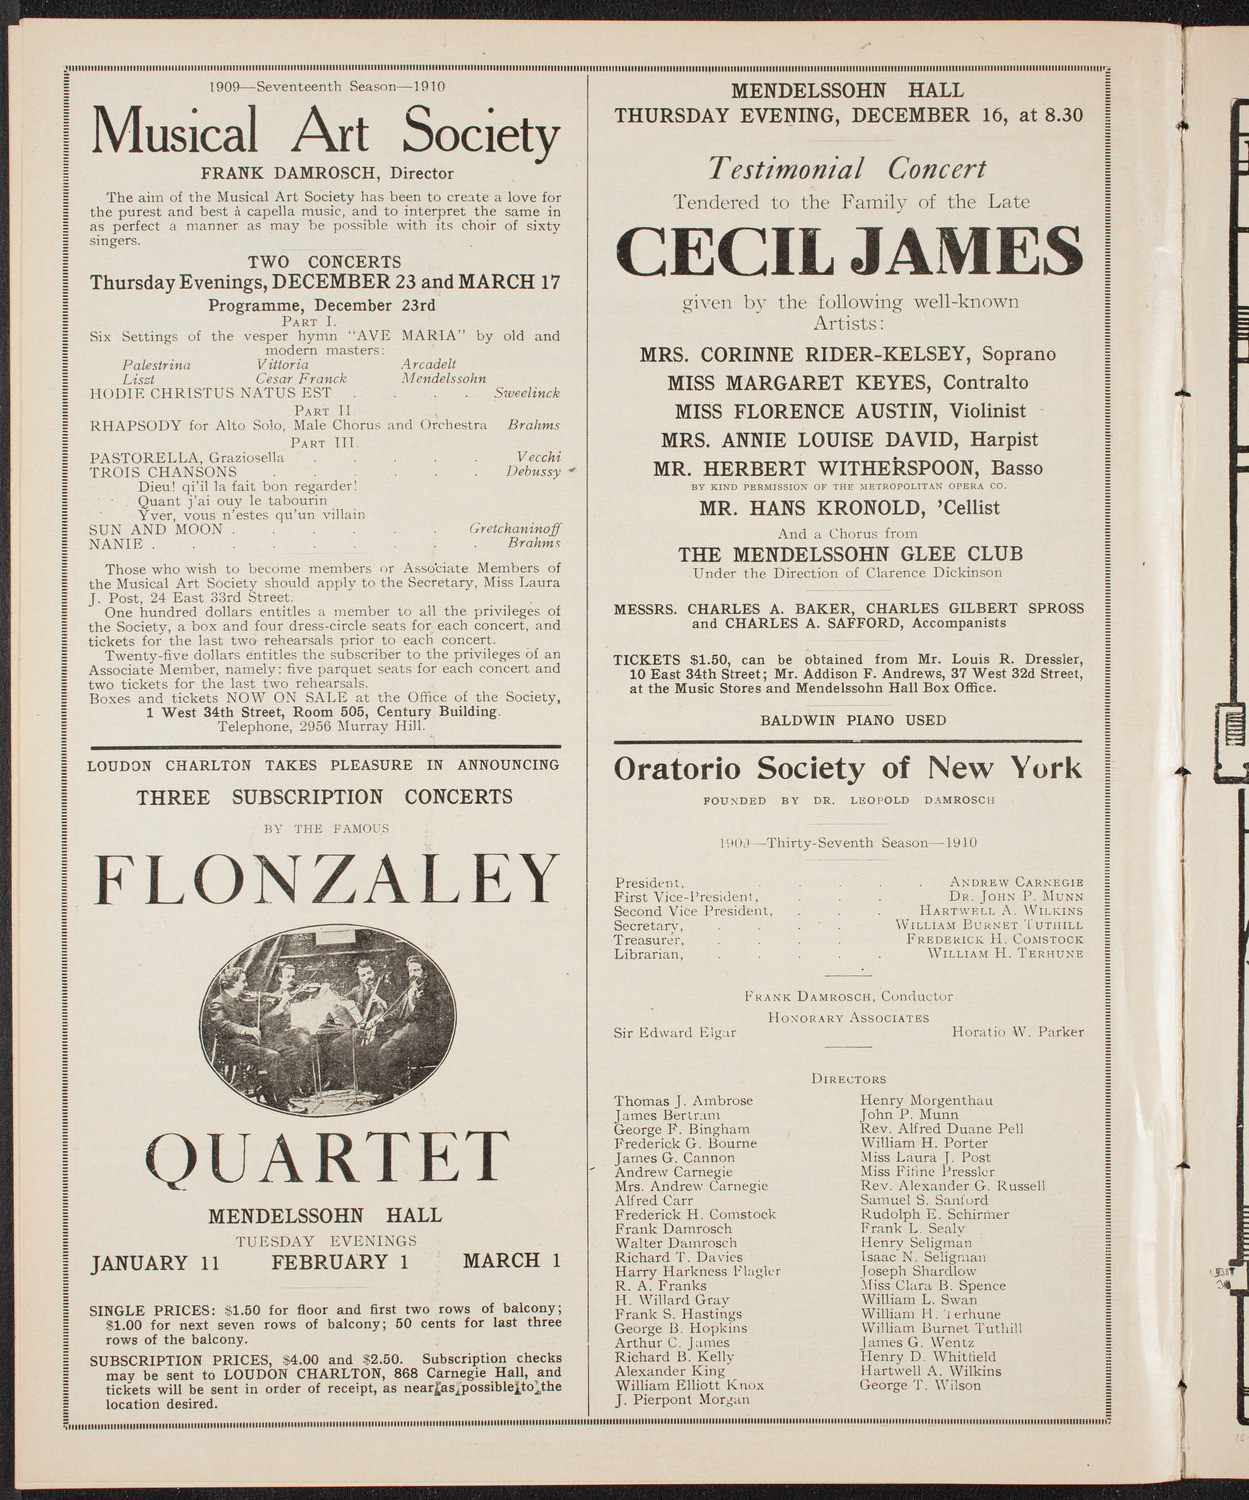 1909—Seventeenth Season—1910
Musical Art Society
FRANK DAMROSCH, Director
The aim of the Musical Art Society has been to create a love for
the purest and best à capella music, and to interpret the same in
as perfect a manner as may be possible with its choir of sixty
singers.
TWO CONCERTS
Thursday Evenings, DECEMBER 23 and MARCH 17
Programme, December 23rd
PART I.
Six Settings of the vesper hymn "AVE MARIA" by old and
modern masters:
Palestrina Vittoria Arcadelt
Liszt Cesar Franck Mendelssohn
HODIE CHRISTUS NATUS EST . . . . Sweelinck
PART II
RHAPSODY for Alto Solo, Male Chorus and Orchestra Brahms
PART III.
PASTORELLA, Graziosella . . . . . Vecchi
TROIS CHANSONS . . . . . . Debussy
Dieu! qi'il la fait bon regarder!
Quant j'ai ouy le tabourin
Yver, vous n'estes qu'un villain
SUN AND MOON . . . . . . Gretchaninoff
NANIE . . . . . . . . . Brahms
Those who wish to become members or Associate Members of
the Musical Art Society should apply to the Secretary, Miss Laura
J. Post, 24 East 33rd Street.
One hundred dollars entitles a member to all the privileges of
the Society, a box and four dress-circle seats for each concert, and
tickets for the last two rehearsals prior to each concert.
Twenty-five dollars entitles the subscriber to the privileges of an
Associate Member, namely: five parquet seats for each concert and
two tickets for the last two rehearsals.
Boxes and tickets NOW ON SALE at the Office of the Society,
1 West 34th Street, Room 505, Century Building.
Telephone, 2956 Murray Hill.
LOUDON CHARLTON TAKES PLEASURE IN ANNOUNCING
THREE SUBSCRIPTION CONCERTS
BY THE FAMOUS
FLONZALEY
QUARTET
MENDELSSOHN HALL
TUESDAY EVENINGS
JANUARY 11 FEBRUARY 1 MARCH 1
SINGLE PRICES: $1.50 for floor and first two rows of balcony;
$1.00 for next seven rows of balcony; 50 cents for last three
rows of the balcony.
SUBSCRIPTION PRICES, $4.00 and $2.50. Subscription checks
may be sent to LOUDON CHARLTON, 868 Carnegie Hall, and
tickets will be sent in order of receipt, as near as possible to the
location desired.
MENDELSSOHN HALL
THURSDAY EVENING, DECEMBER 16, at 8.30
Testimonial Concert
Tendered to the Family of the Late
CECIL JAMES
given by the following well-known
Artists:
MRS. CORINNE RIDER-KELSEY, Soprano
MISS MARGARET KEYES, Contralto
MISS FLORENCE AUSTIN, Violinist
MRS. ANNIE LOUISE DAVID, Harpist
MR. HERBERT WITHERSPOON, Basso
BY KIND PERMISSION OF THE METROPOLITAN OPERA CO.
MR. HANS KRONOLD, 'Cellist
And a Chorus from
THE MENDELSSOHN GLEE CLUB
Under the Direction of Clarence Dickinson
MESSRS. CHARLES A. BAKER, CHARLES GILBERT SPROSS
and CHARLES A. SAFFORD, Accompanists
TICKETS $1.50, can be obtained from Mr. Louis R. Dressler,
10 East 34th Street; Mr. Addison F. Andrews, 37 West 32d Street,
at the Music Stores and Mendelssohn Hall Box Office.
BALDWIN PIANO USED
Oratorio Society of New York
FOUNDED BY DR. LEOPOLD DAMROSCH
1909—Thirty-Seventh Season—1910
President, . . . . ANDREW CARNEGIE
First Vice-President, . . . DR. JOHN P. MUNN
Second Vice President, . . . HARTWELL A. WILKINS
Secretary, . . . . WILLIAM BURNET TUTHILL
Treasurer, . . . . FREDERICK H. COMSTOCK
Librarian, . . . . . WILLIAM H. TERHUNE
FRANK DAMROSCH, Conductor
HONORARY ASSOCIATES
Sir Edward Elgar Horatio W. Parker
DIRECTORS
Thomas J. Ambrose
James Bertram
George F. Bingham
Frederick G. Bourne
James G. Cannon
Andrew Carnegie
Mrs. Andrew Carnegie
Alfred Carr
Frederick H. Comstock
Frank Damrosch
Walter Damrosch
Richard T. Davies
Harry Harkness Flagler
R. A. Franks
H. Willard Gray
Frank S. Hastings
George B. Hopkins
Arthur C. James
Richard B. Kelly
Alexander King
William Elliott Knox
J. Pierpont Morgan
Henry Morgenthau
John P. Munn
Rev. Alfred Duane Pell
William H. Porter
Miss Laura J. Post
Miss Fifine Pressler
Rev. Alexander G. Russell
Samuel S. Sanford
Rudolph E. Schirmer
Frank L. Sealy
Henry Seligman
Isaac N. Seligman
Joseph Shardlow
Miss Clara B. Spence
William L. Swan
William H. Terhune
William Burnet Tuthill
James G. Wentz
Henry D. Whitfield
Hartwell A. Wilkins
George T. Wilson